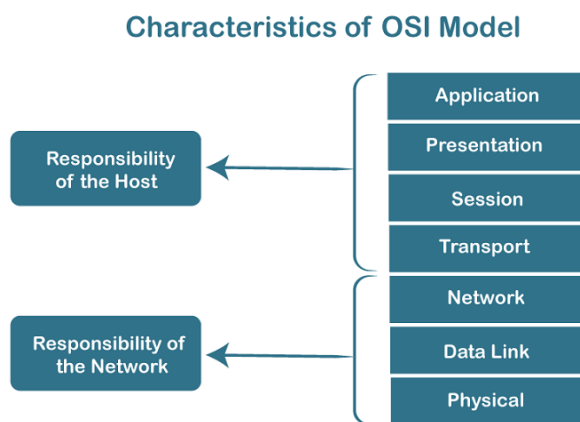 Characteristics of OSI Model
Responsibility
of the Host
Application
Presentation
Session
Transport
Responsibility of
the Network
Network
Data Link
Physical